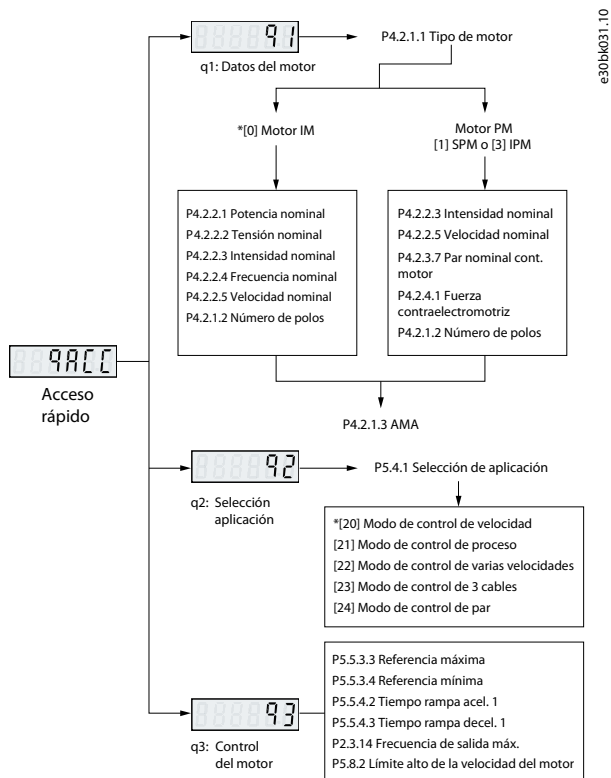 e30bk031.10
q1
P4.2.1.1 Tipo de motor
q1: Datos del motor
*[0] Motor IM
Motor PM
[1] SPM o [3] IPM
P4.2.2.1 Potencia nominal
P4.2.2.2 Tensión nominal
P4.2.2.3 Intensidad nominal
P4.2.2.4 Frecuencia nominal
P4.2.2.5 Velocidad nominal
P4.2.1.2 Número de polos
P4.2.2.3 Intensidad nominal
P4.2.2.5 Velocidad nominal
P4.2.3.7 Par nominal cont.
motor
P4.2.4.1 Fuerza
contraelectromotriz
P4.2.1.2 Número de polos
qACC
Acceso
rápido
P4.2.1.3 AMA
q2
P5.4.1 Selección de aplicación
q2: Selección
aplicación
*[20] Modo de control de velocidad
[21] Modo de control de proceso
[22] Modo de control de varias velocidades
[23] Modo de control de 3 cables
[24] Modo de control de par
q3
q3: Control
del motor
P5.5.3.3 Referencia máxima
P5.5.3.4 Referencia mínima
P5.5.4.2 Tiempo rampa acel. 1
P5.5.4.3 Tiempo rampa decel. 1
P2.3.14 Frecuencia de salida máx.
P5.8.2 Límite alto de la velocidad del motor